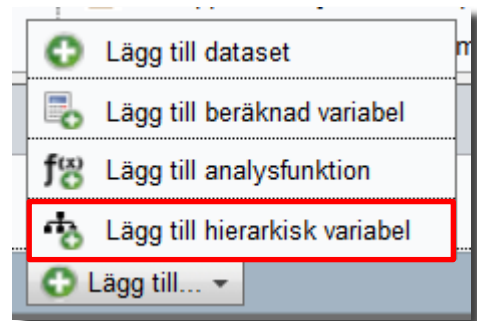 Lägg till dataset
Lägg till beräknad variabel
f(x) Lägg till analysfunktion
Lägg till hierarkisk variabel
Lägg till...